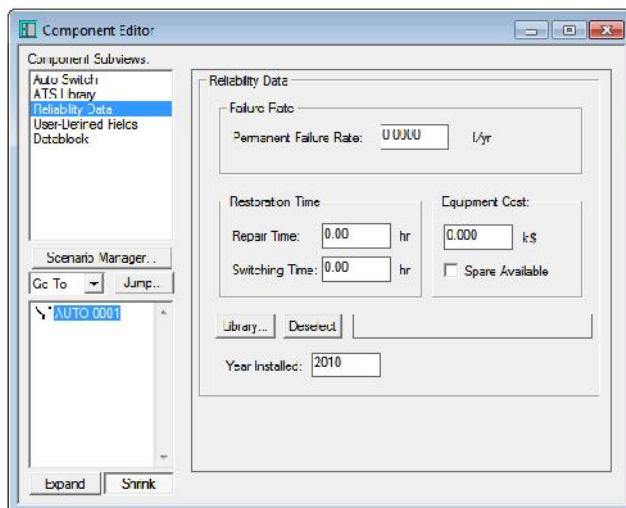 Component Editor
Component Subviews:
Auto Switch
ATS Library
Reliability Data
User-Defined Fields
Datablock
Scenario Manager...
Go To
Jump...
AUTO 0001
Expand
Shrink
Reliability Data
Failure Rate
Permanent Failure Rate:
0.0000
f/yr
Restoration Time
Repair Time:
0.00
hr
Switching Time:
0.00
hr
Equipment Cost:
0.000
k$
Spare Available
Library...
Deselect
Year Installed:
2010